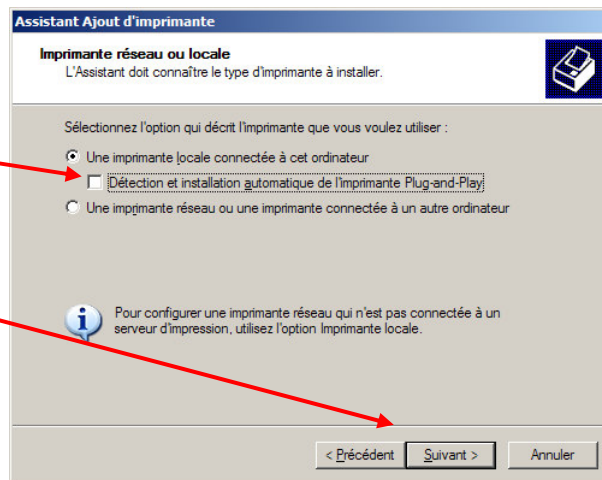 Assistant Ajout d'imprimante
Imprimante réseau ou locale
L'Assistant doit connaître le type d'imprimante à installer.
Sélectionnez l'option qui décrit l'imprimante que vous voulez utiliser :
Une imprimante locale connectée à cet ordinateur
Détection et installation automatique de l'imprimante Plug-and-Play
Une imprimante réseau ou une imprimante connectée à un autre ordinateur
Pour configurer une imprimante réseau qui n'est pas connectée à un
serveur d'impression, utilisez l'option Imprimante locale.
< Précédent Suivant > Annuler